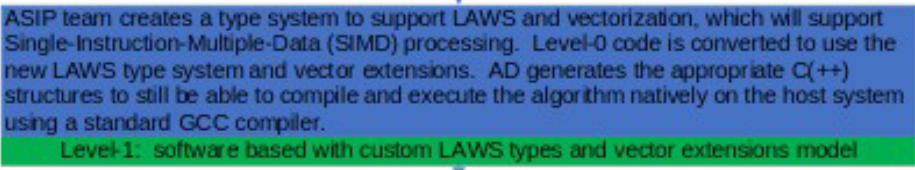 ASIP team creates a type system to support LAWS and vectorization, which will support
Single-Instruction-Multiple-Data (SIMD) processing. Level-0 code is converted to use the
new LAWS type system and vector extensions. AD generates the appropriate C(++)
structures to still be able to compile and execute the algorithm natively on the host system
using a standard GCC compiler.
Level-1: software based with custom LAWS types and vector extensions model